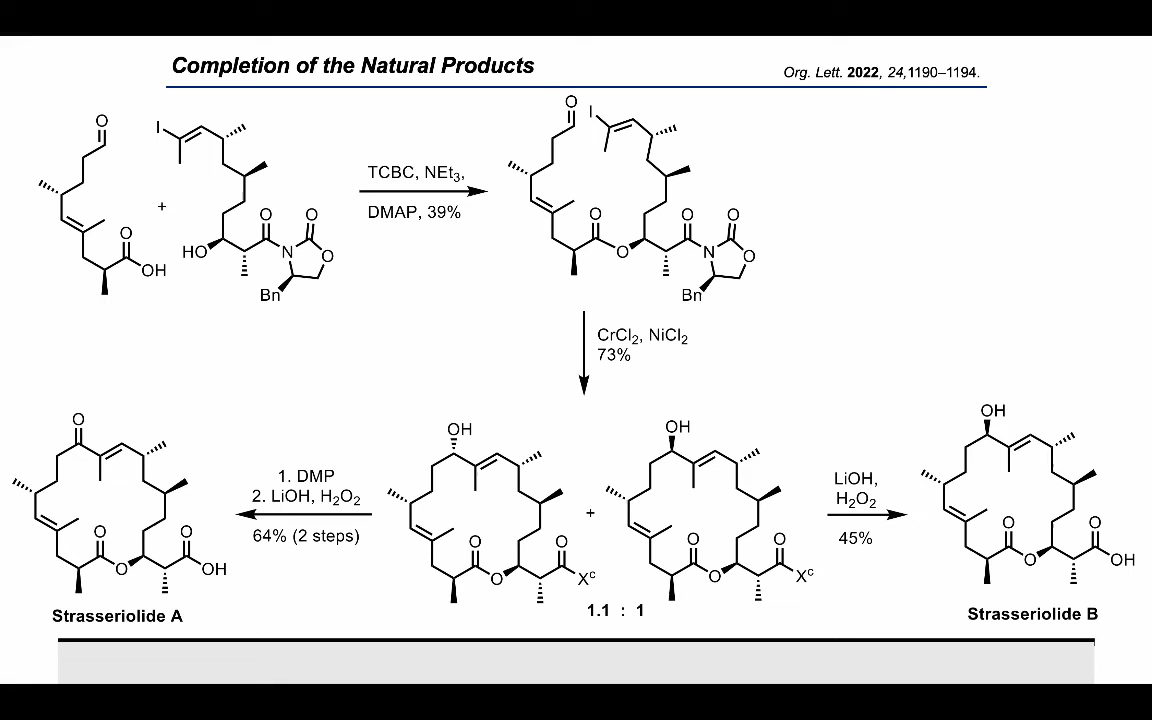 Completion of the Natural Products
Org. Lett. 2022, 24,1190–1194.
O
I
O
OH
+
HO
O
O
N
O
Bn
TCBC, NEt3,
DMAP, 39%
O
I
O
O
O
O
N
O
Bn
CrCl2, NiCl2
73%
O
O
O
O
OH
Strasseriolide A
1. DMP
2. LiOH, H2O2
64% (2 steps)
OH
O
O
O
Xc
+
OH
O
O
O
Xc
1.1 : 1
LiOH,
H2O2
45%
OH
O
O
O
OH
Strasseriolide B